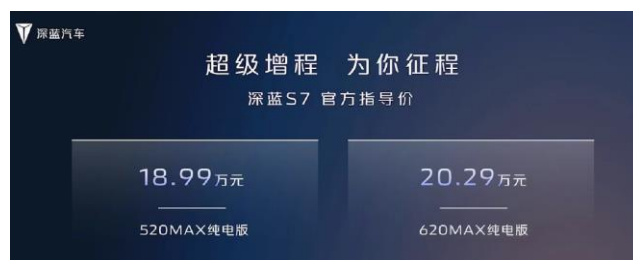 深蓝汽车
超级增程 为你征程
深蓝S7 官方指导价
18.99万元
20.29万元
520MAX纯电版
620MAX纯电版